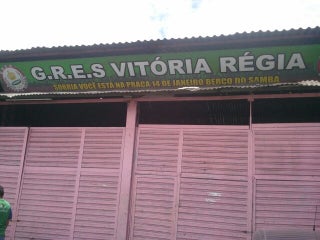 G.R.E.S VITÓRIA RÉGIA
SORRIA VOCÊ ESTÁ NA PRAÇA 14 DE JANEIRO BERÇO DO SAMBA